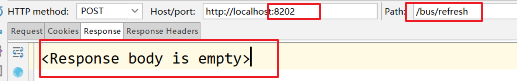 HTTP method: POST Host/port: http://localhost:8202 Path: /bus/refresh
Request Cookies Response Response Headers
<Response body is empty>